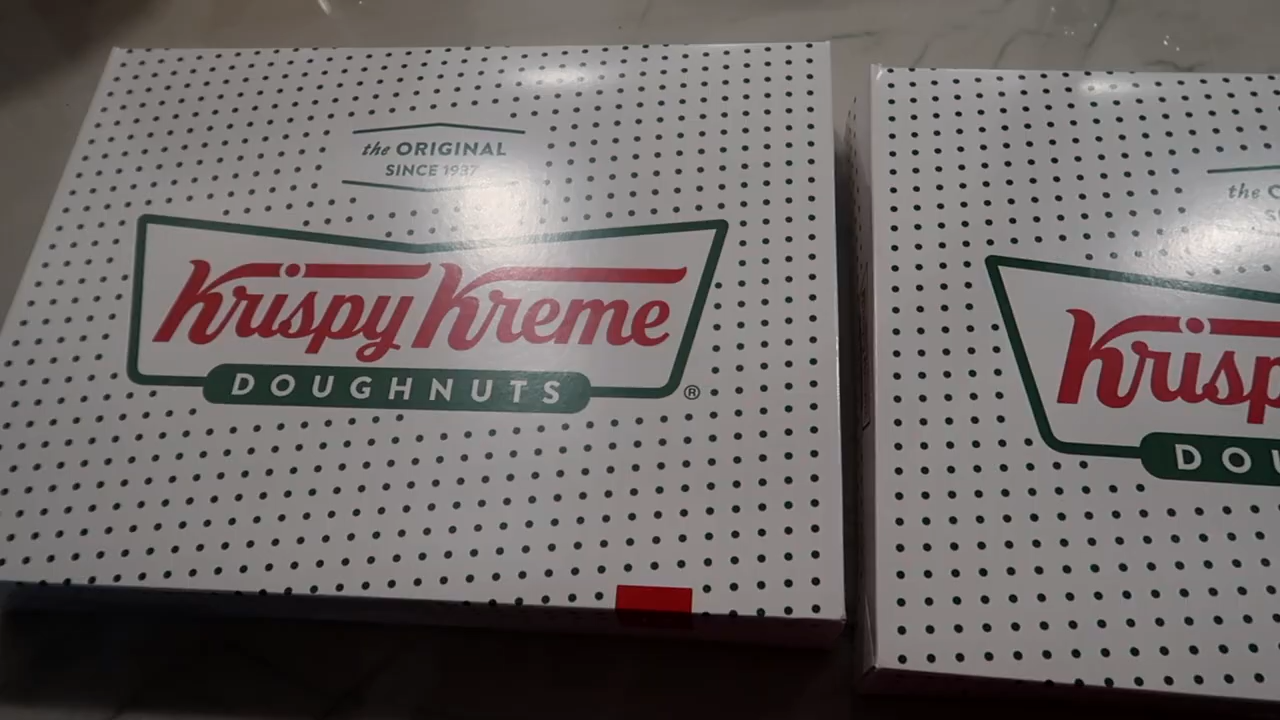 the ORIGINAL
SINCE 1937
Krispy Kreme
DOUGHNUTS
®
the
Krisp
DOU